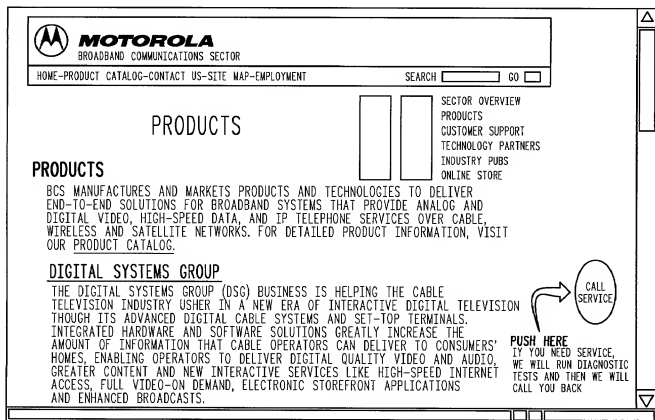 MOTOROLA
BROADBAND COMMUNICATIONS SECTOR
HOME-PRODUCT CATALOG-CONTACT US-SITE MAP-EMPLOYMENT
SEARCH GO
SECTOR OVERVIEW
PRODUCTS
CUSTOMER SUPPORT
TECHNOLOGY PARTNERS
INDUSTRY PUBS
ONLINE STORE
PRODUCTS
PRODUCTS
BCS MANUFACTURES AND MARKETS PRODUCTS AND TECHNOLOGIES TO DELIVER
END-TO-END SOLUTIONS FOR BROADBAND SYSTEMS THAT PROVIDE ANALOG AND
DIGITAL VIDEO, HIGH-SPEED DATA, AND IP TELEPHONE SERVICES OVER CABLE,
WIRELESS AND SATELLITE NETWORKS. FOR DETAILED PRODUCT INFORMATION, VISIT
OUR PRODUCT CATALOG.
DIGITAL SYSTEMS GROUP
THE DIGITAL SYSTEMS GROUP (DSG) BUSINESS IS HELPING THE CABLE
TELEVISION INDUSTRY USHER IN A NEW ERA OF INTERACTIVE DIGITAL TELEVISION
THOUGH ITS ADVANCED DIGITAL CABLE SYSTEMS AND SET-TOP TERMINALS.
INTEGRATED HARDWARE AND SOFTWARE SOLUTIONS GREATLY INCREASE THE
AMOUNT OF INFORMATION THAT CABLE OPERATORS CAN DELIVER TO CONSUMERS'
HOMES, ENABLING OPERATORS TO DELIVER DIGITAL QUALITY VIDEO AND AUDIO,
GREATER CONTENT AND NEW INTERACTIVE SERVICES LIKE HIGH-SPEED INTERNET
ACCESS, FULL VIDEO-ON DEMAND, ELECTRONIC STOREFRONT APPLICATIONS
AND ENHANCED BROADCASTS.
CALL
SERVICE
PUSH HERE
IY YOU NEED SERVICE,
WE WILL RUN DIAGNOSTIC
TESTS AND THEN WE WILL
CALL YOU BACK